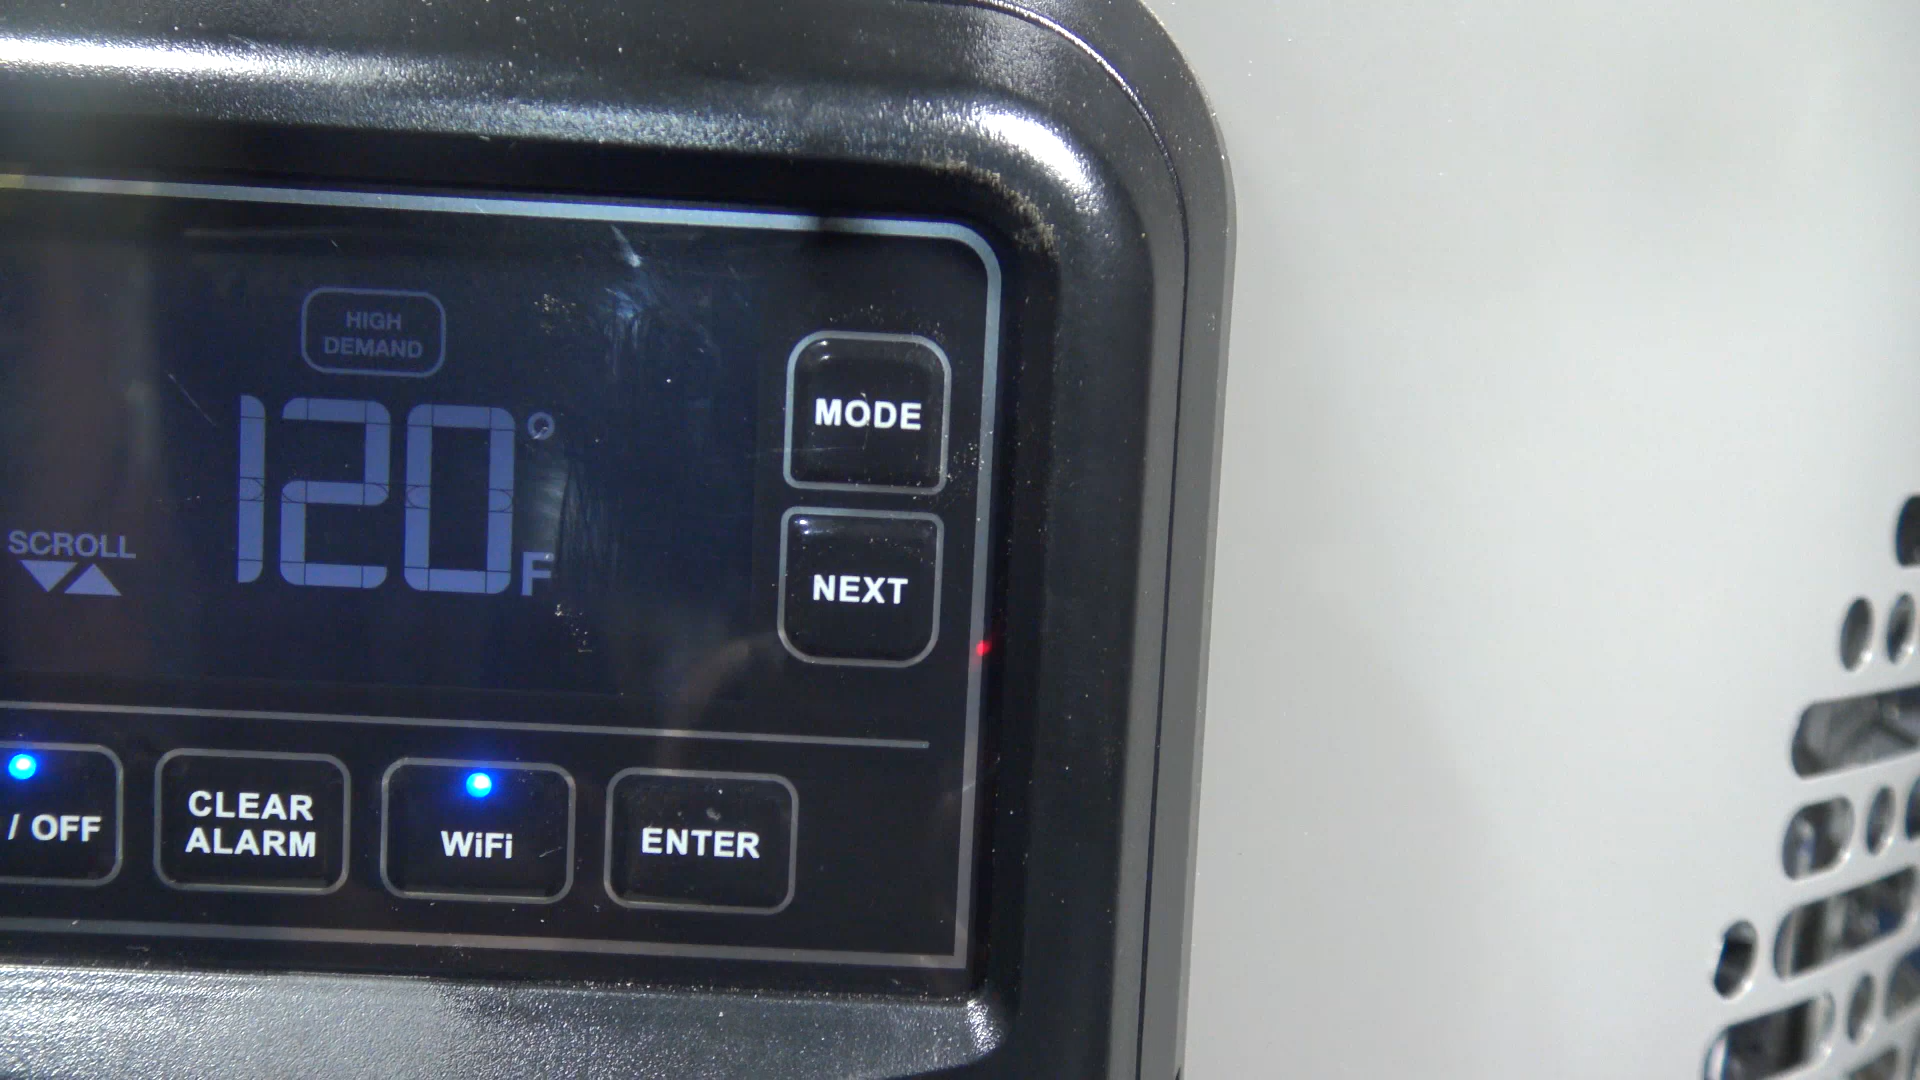 HIGH
DEMAND
120°F
SCROLL
MODE
NEXT
/ OFF
CLEAR
ALARM
WiFi
ENTER